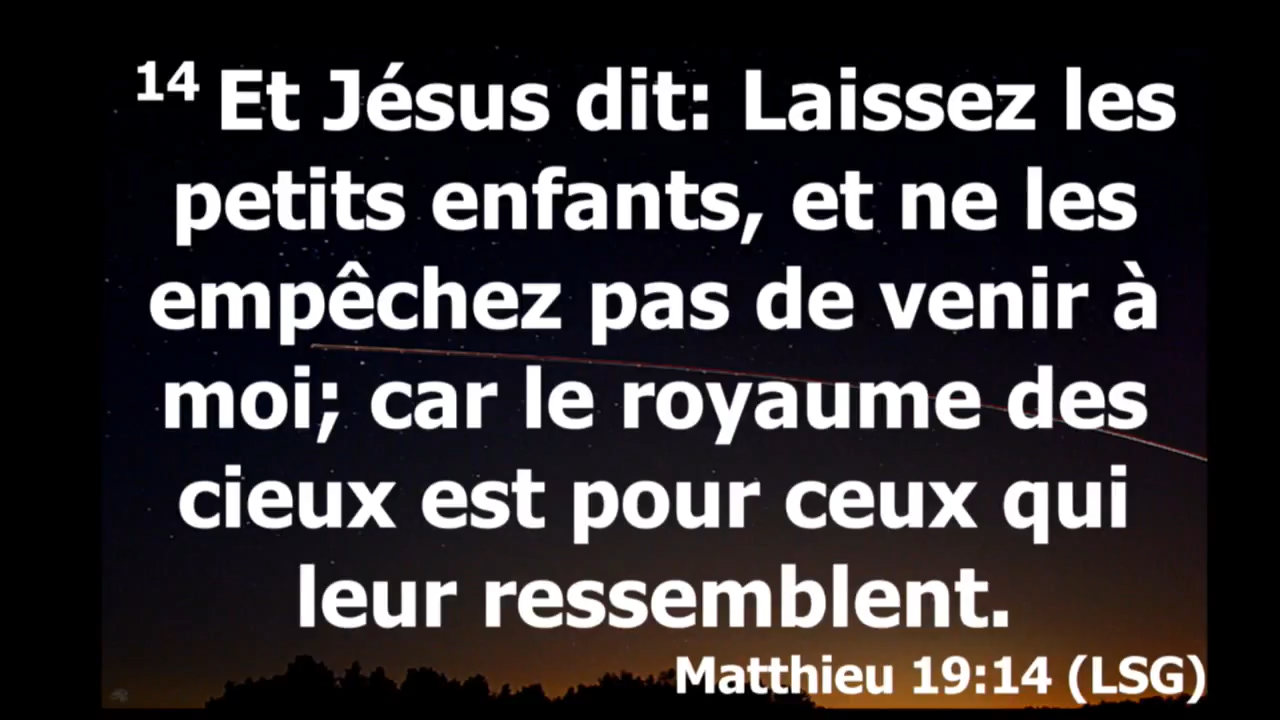 14 Et Jésus dit: Laissez les
petits enfants, et ne les
empêchez pas de venir à
moi; car le royaume des
cieux est pour ceux qui
leur ressemblent.
Matthieu 19:14 (LSG)